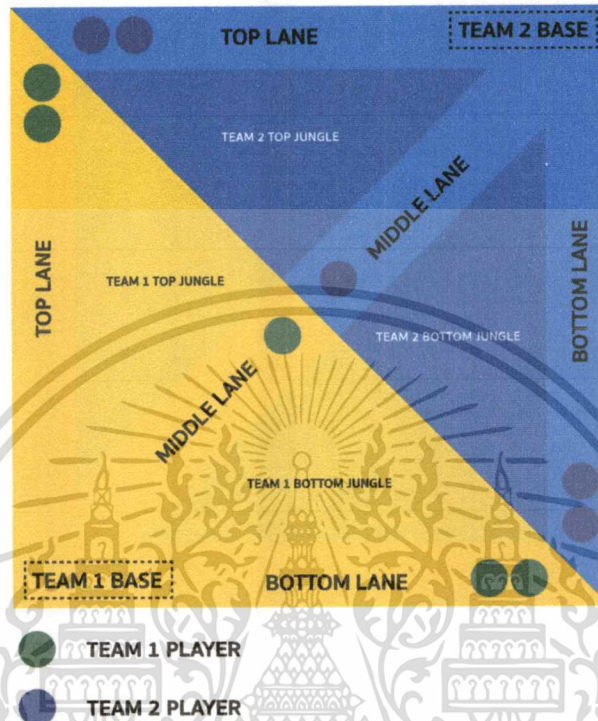 TOP LANE
TEAM 2 BASE
TEAM 2 TOP JUNGLE
MIDDLE LANE
TOP LANE
TEAM 1 TOP JUNGLE
BOTTOM LANE
TEAM 2 BOTTOM JUNGLE
MIDDLE LANE
TEAM 1 BOTTOM JUNGLE
TEAM 1 BASE
BOTTOM LANE
TEAM 1 PLAYER
TEAM 2 PLAYER